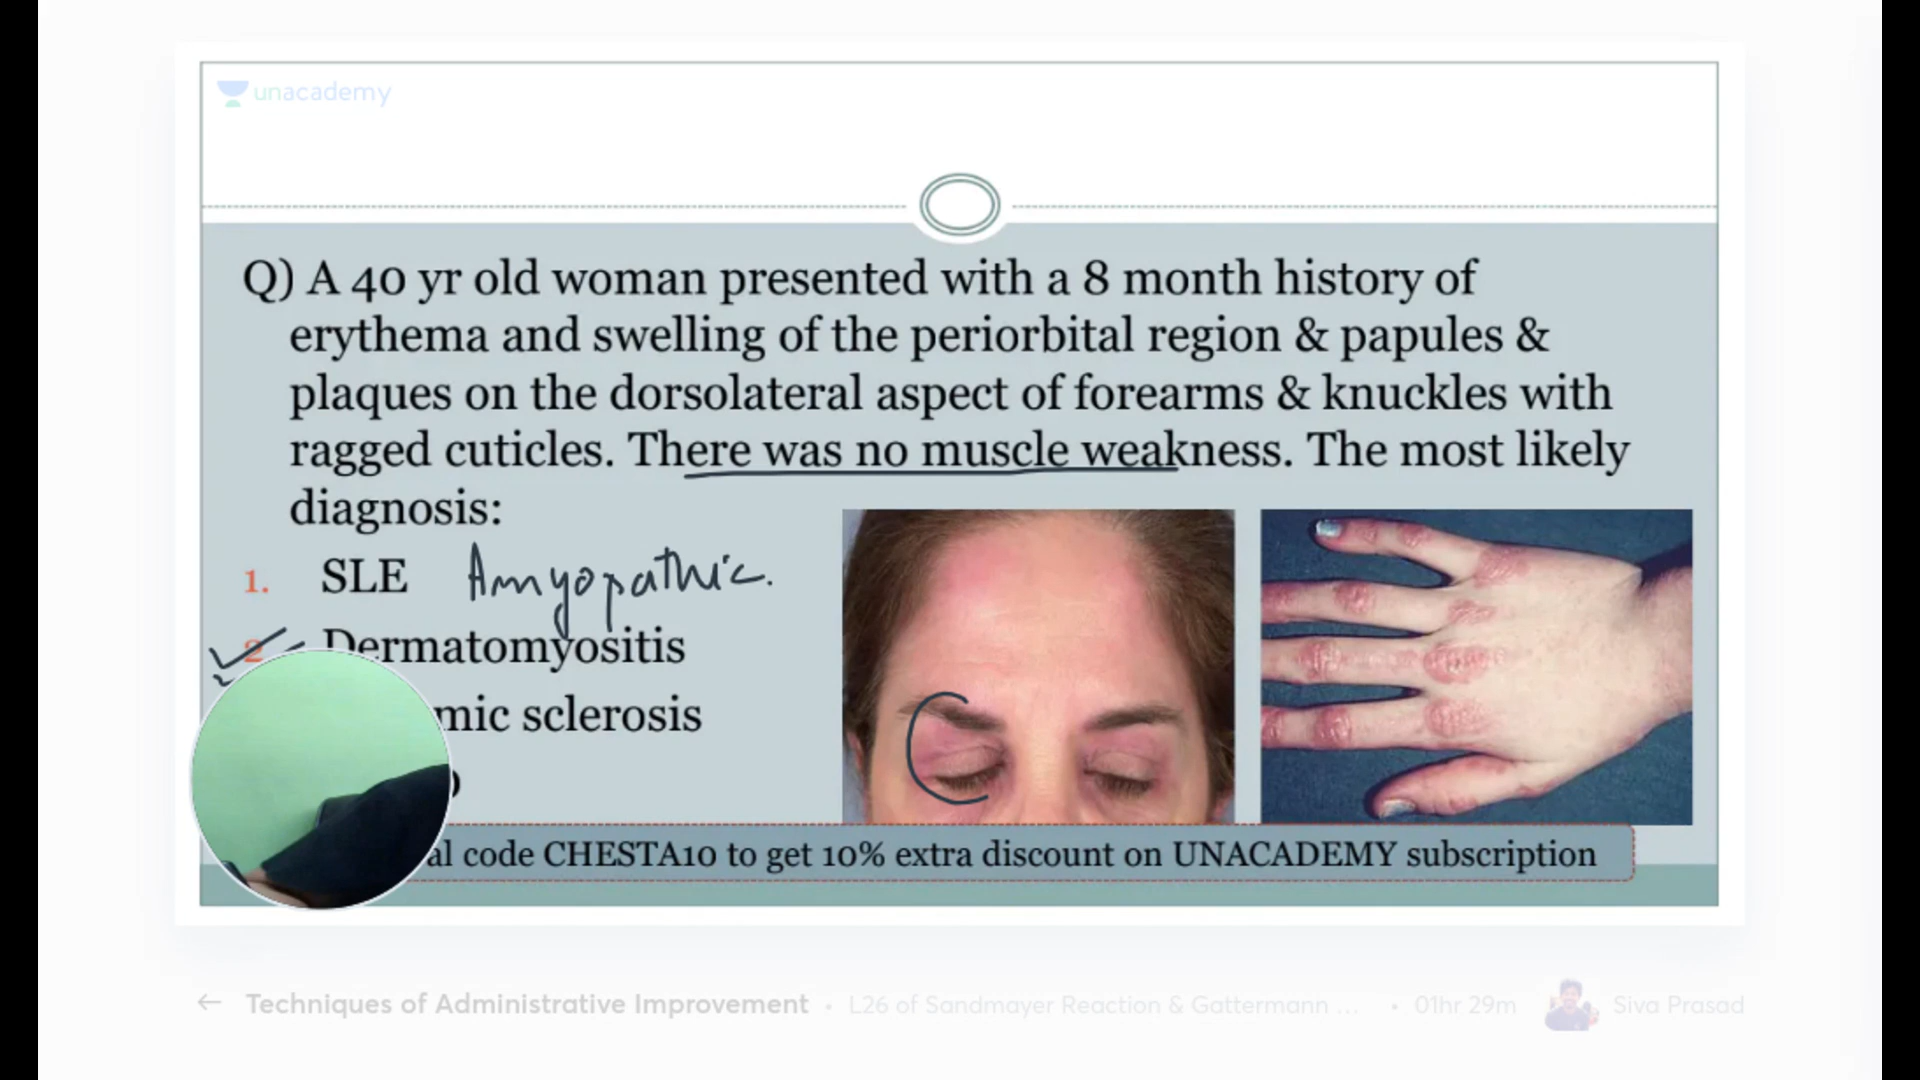 unacademy
Q) A 40 yr old woman presented with a 8 month history of
erythema and swelling of the periorbital region & papules &
plaques on the dorsolateral aspect of forearms & knuckles with
ragged cuticles. There was no muscle weakness. The most likely
diagnosis:
1. SLE Amyopathic.
2 Dermatomyositis
mic sclerosis
al code CHESTA10 to get 10% extra discount on UNACADEMY subscription
← Techniques of Administrative Improvement • L26 of Sandmayer Reaction & Gattermann ... • 01hr 29m Siva Prasad